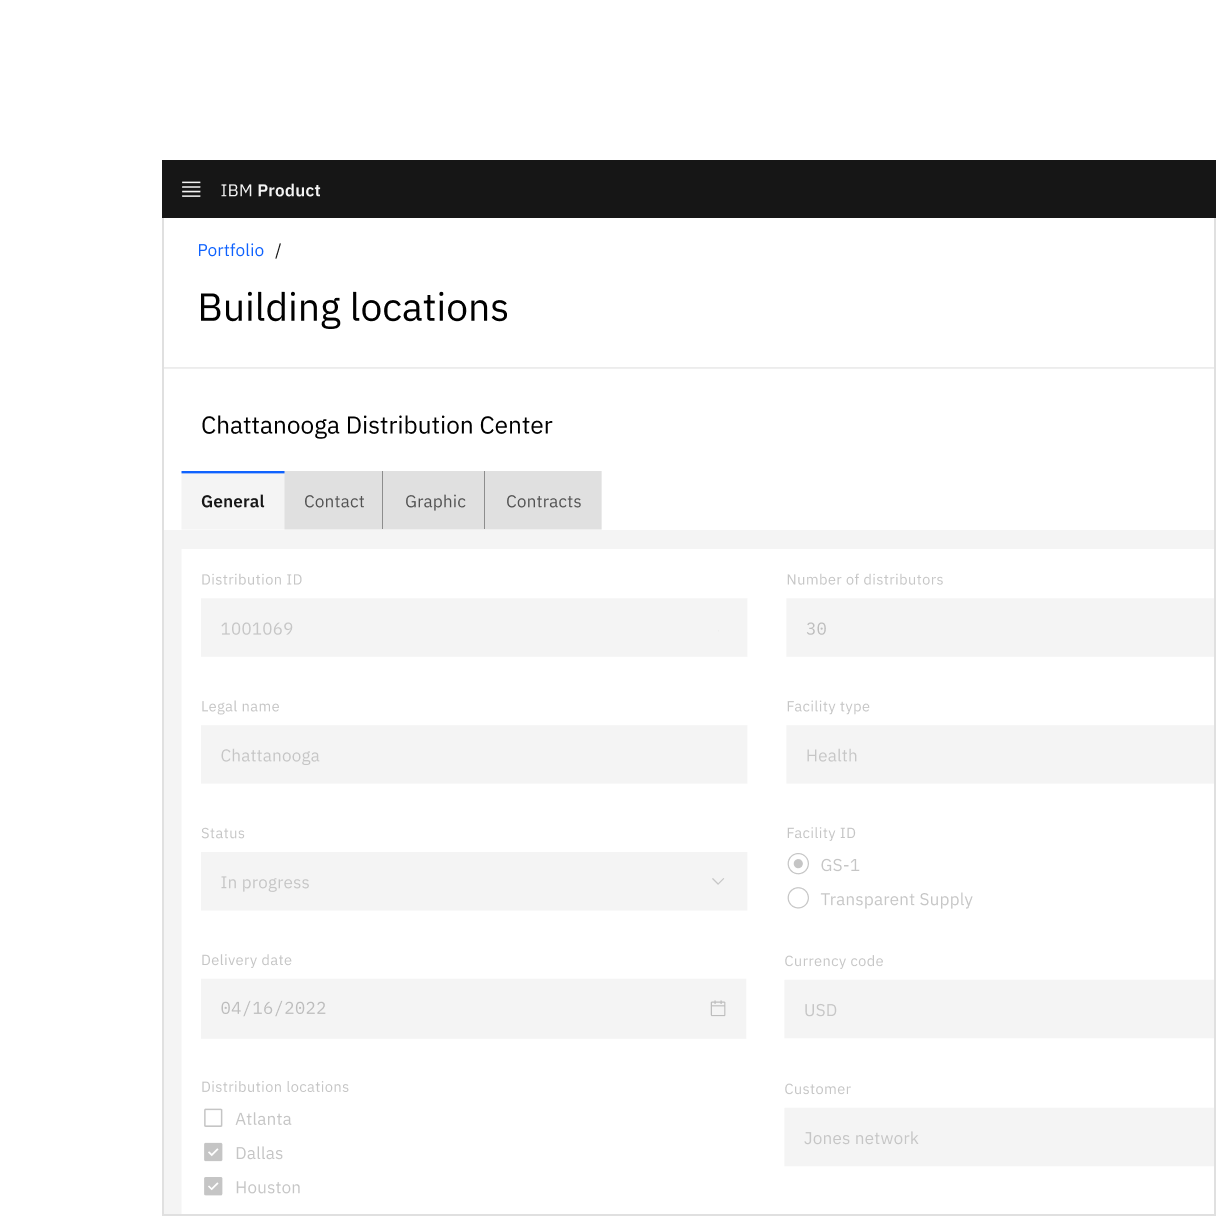 IBM Product
Portfolio /
Building locations
Chattanooga Distribution Center
General Contact Graphic Contracts
Distribution ID
1001069
Number of distributors
30
Legal name
Chattanooga
Facility type
Health
Status
In progress
Facility ID
GS-1
Transparent Supply
Delivery date
04/16/2022
Currency code
USD
Distribution locations
Atlanta
Dallas
Houston
Customer
Jones network